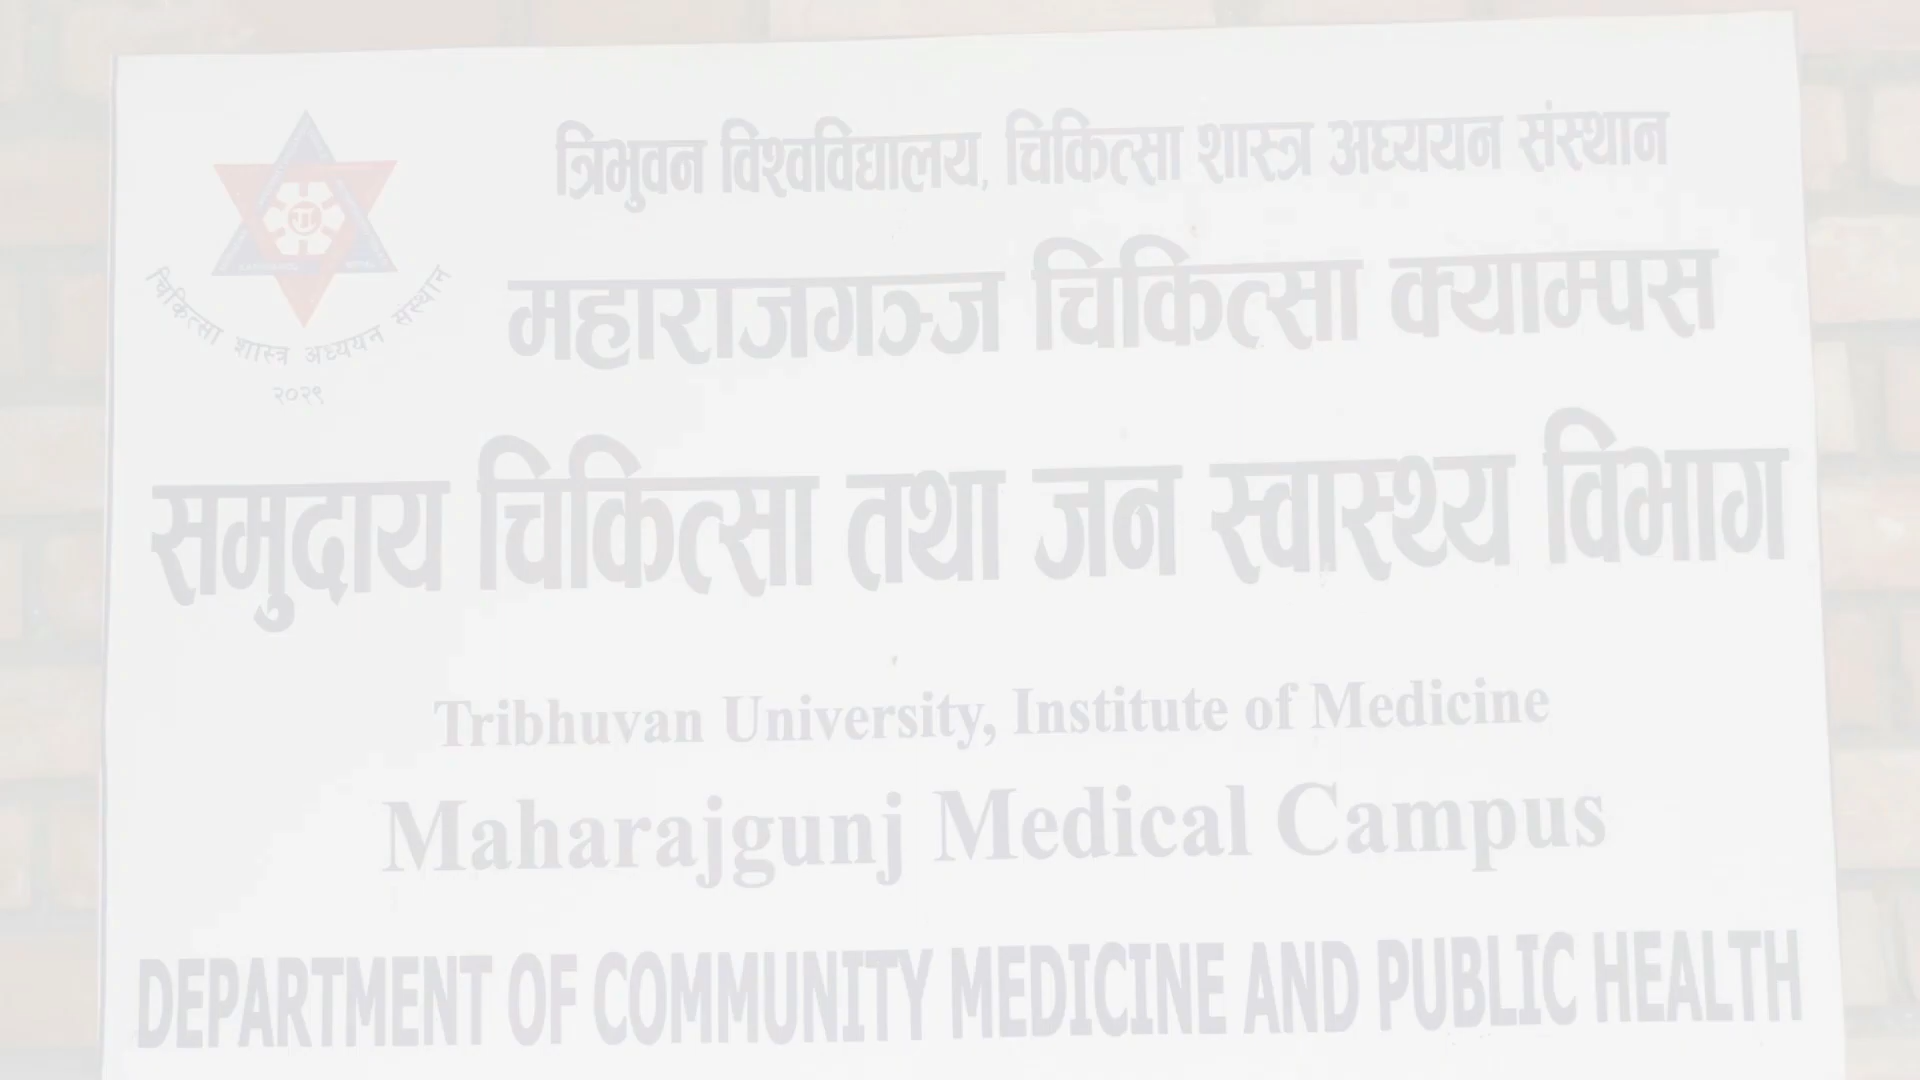 त्रिभुवन विश्वविद्यालय, चिकित्सा शास्त्र अध्ययन संस्थान
महाराजगञ्ज चिकित्सा क्याम्पस
चिकित्सा शास्त्र अध्ययन संस्थान
२०२९
समुदाय चिकित्सा तथा जन स्वास्थ्य विभाग
Tribhuvan University, Institute of Medicine
Maharajgunj Medical Campus
DEPARTMENT OF COMMUNITY MEDICINE AND PUBLIC HEALTH